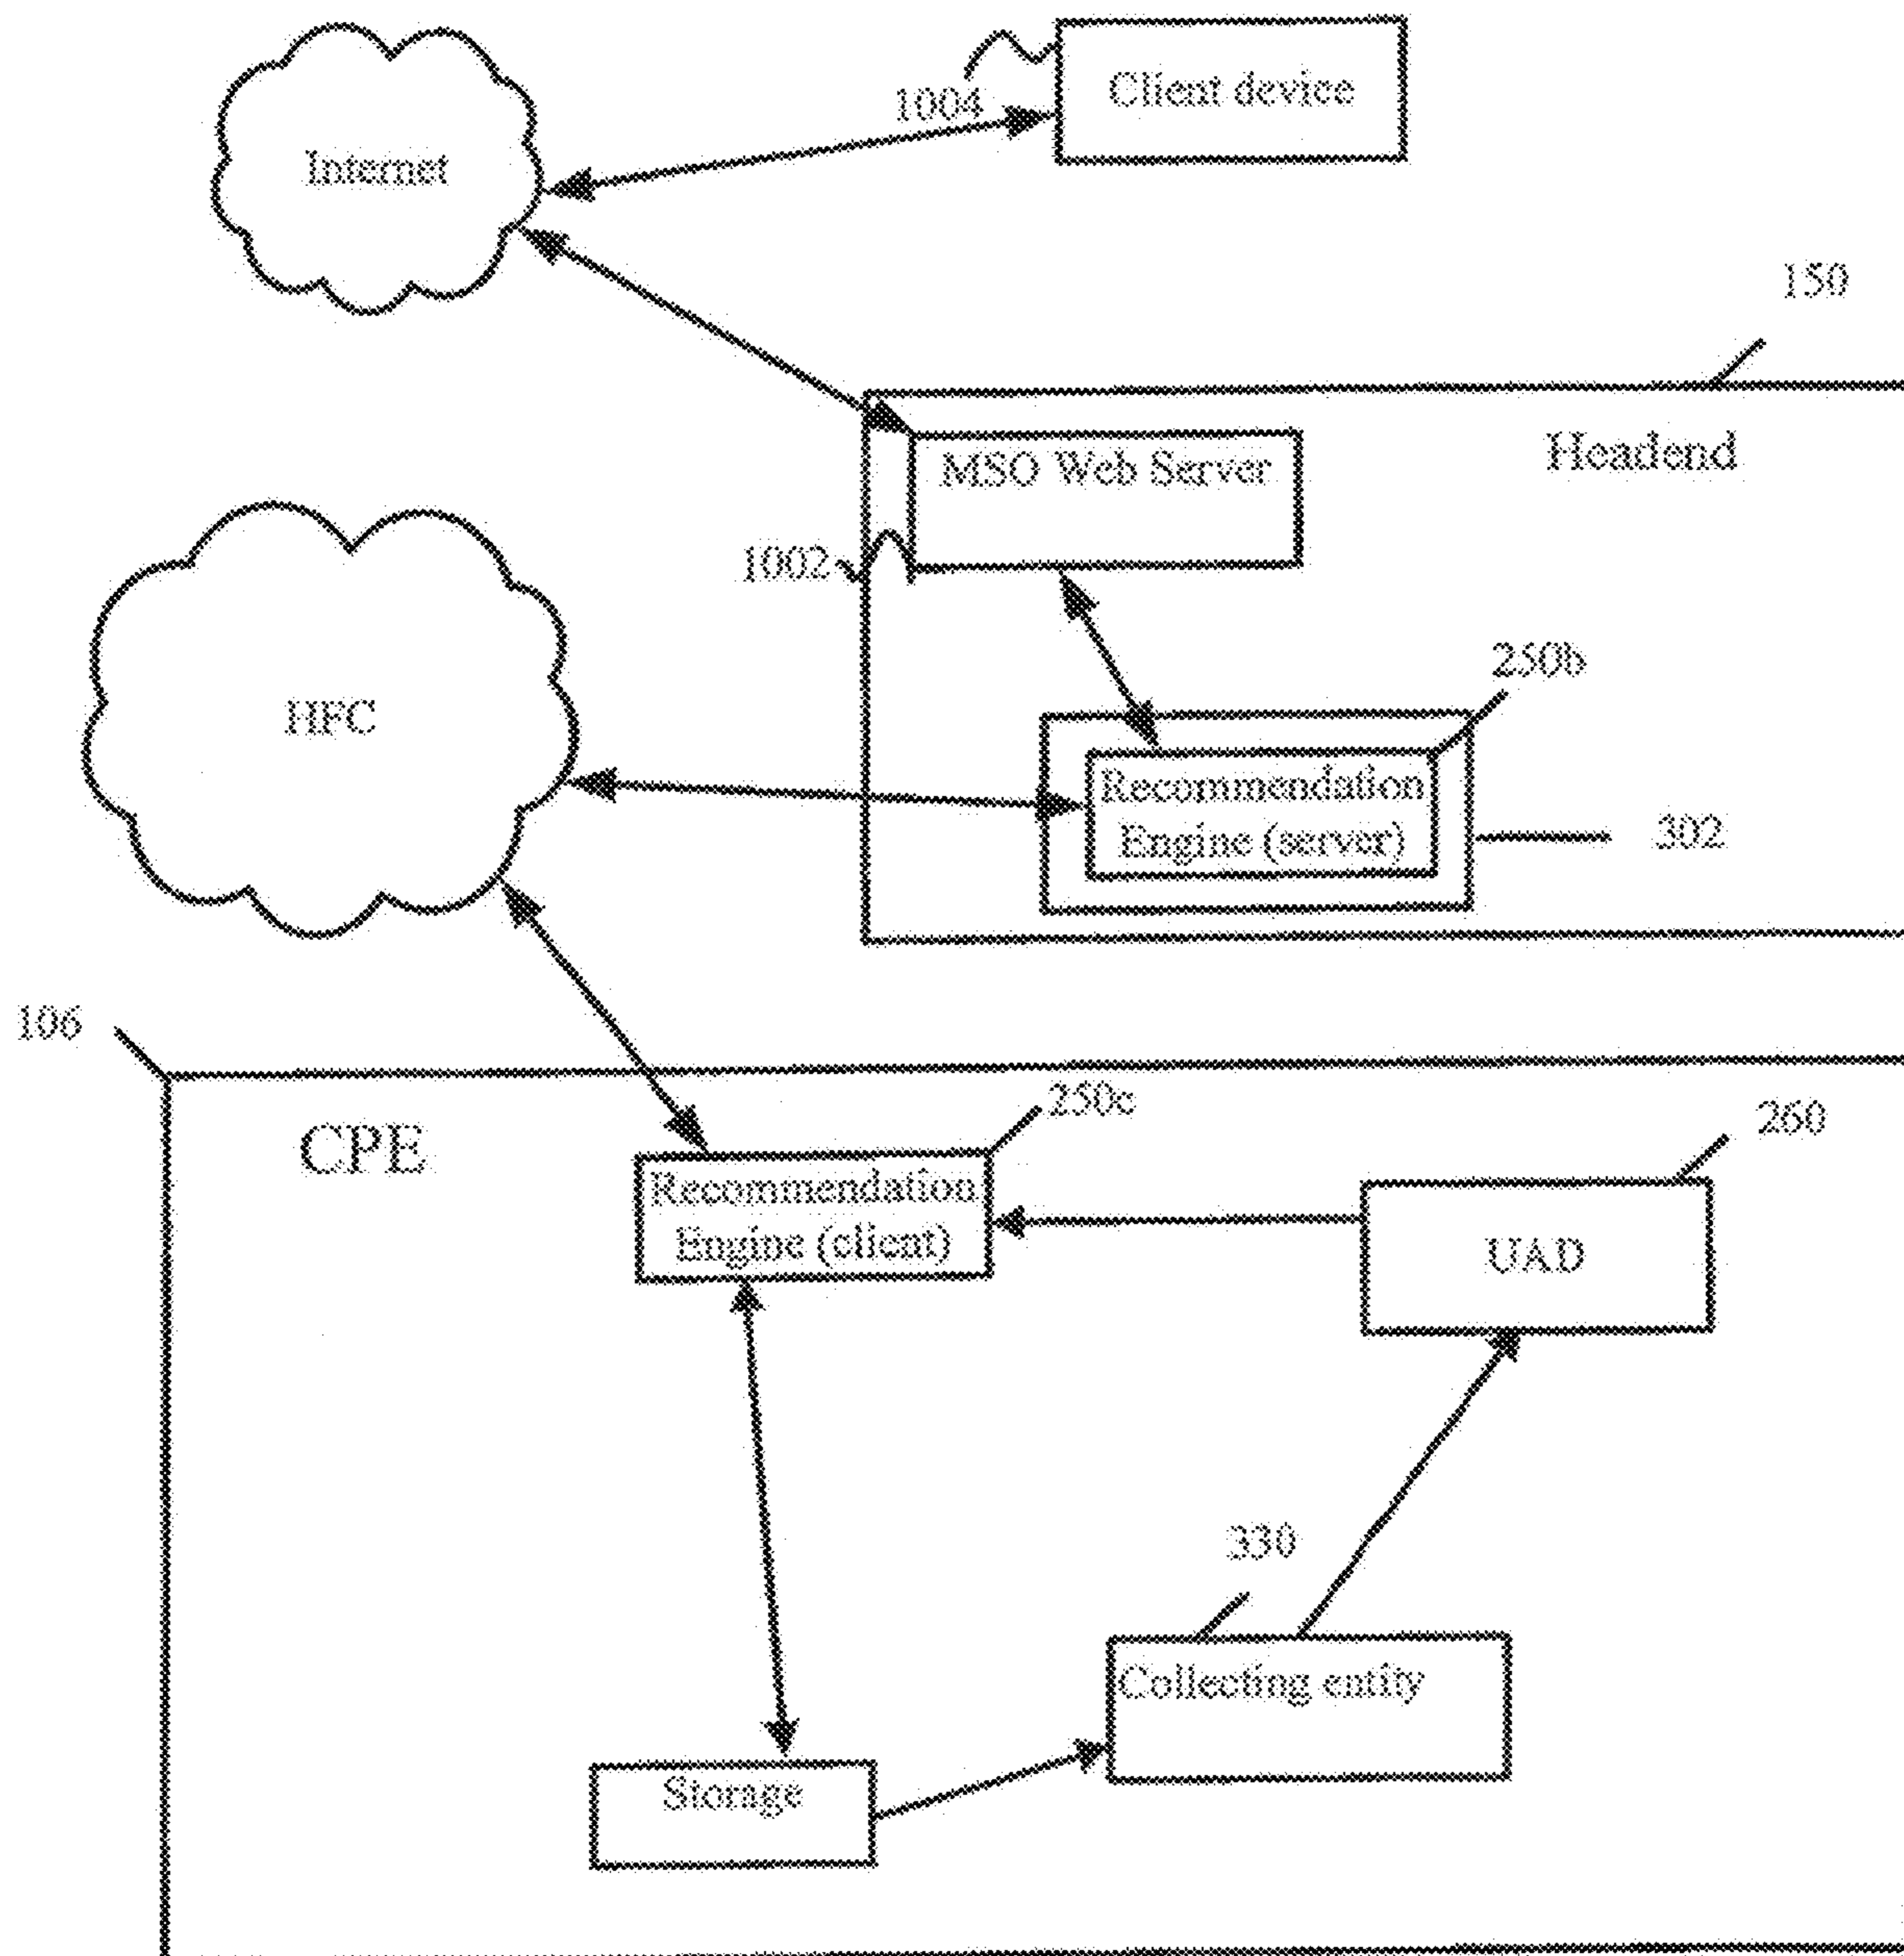 Client device
1004
Internet
150
Headend
MSO Web Server
1002
HFC
250b
Recommendation
Engine (server)
302
106
CPE
250c
260
Recommendation
Engine (client)
UAD
330
Collecting entity
Storage